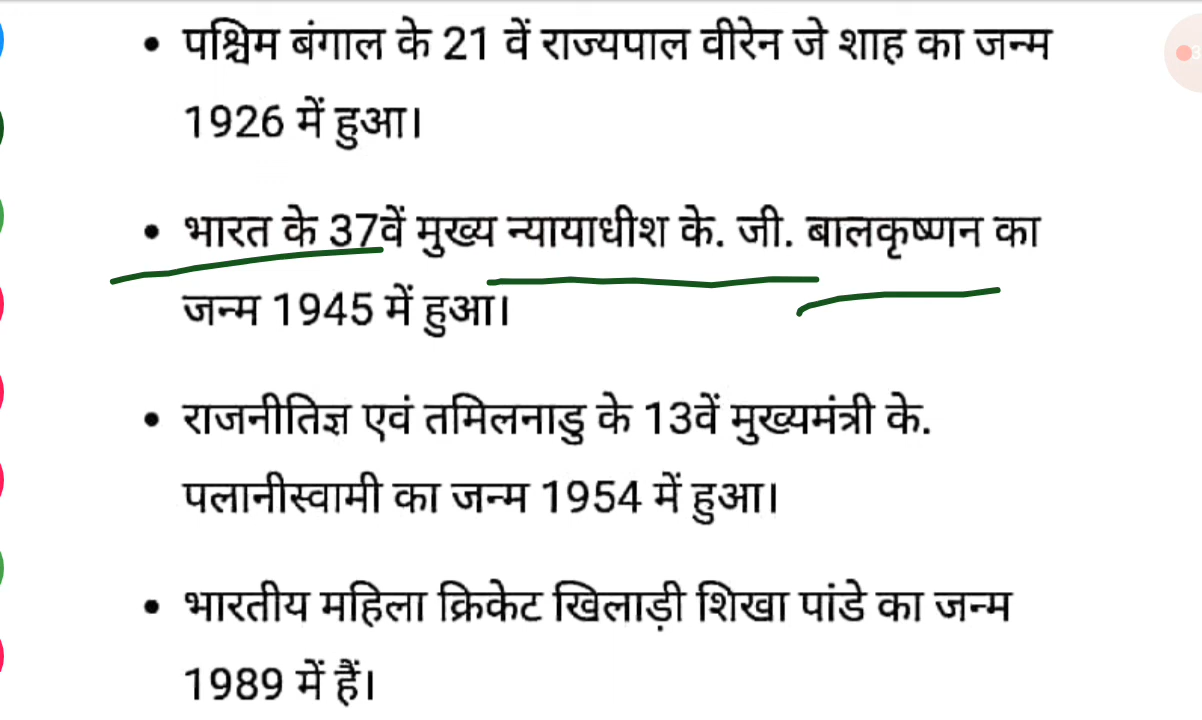 • पश्चिम बंगाल के 21 वें राज्यपाल वीरेन जे शाह का जन्म
1926 में हुआ।
• भारत के 37वें मुख्य न्यायाधीश के. जी. बालकृष्णन का
जन्म 1945 में हुआ।
• राजनीतिज्ञ एवं तमिलनाडु के 13वें मुख्यमंत्री के.
पलानीस्वामी का जन्म 1954 में हुआ।
• भारतीय महिला क्रिकेट खिलाड़ी शिखा पांडे का जन्म
1989 में हैं।